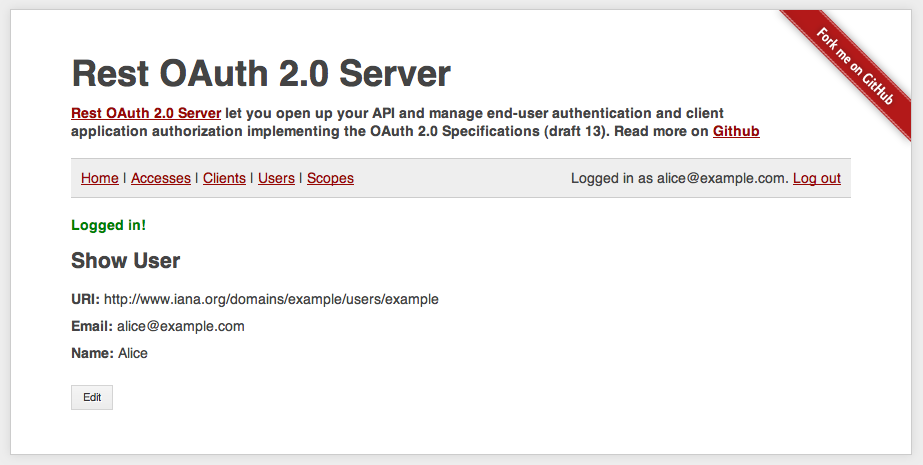 Fork me on GitHub
Rest OAuth 2.0 Server
Rest OAuth 2.0 Server let you open up your API and manage end-user authentication and client
application authorization implementing the OAuth 2.0 Specifications (draft 13). Read more on Github
Home | Accesses | Clients | Users | Scopes Logged in as alice@example.com. Log out
Logged in!
Show User
URI: http://www.iana.org/domains/example/users/example
Email: alice@example.com
Name: Alice
Edit